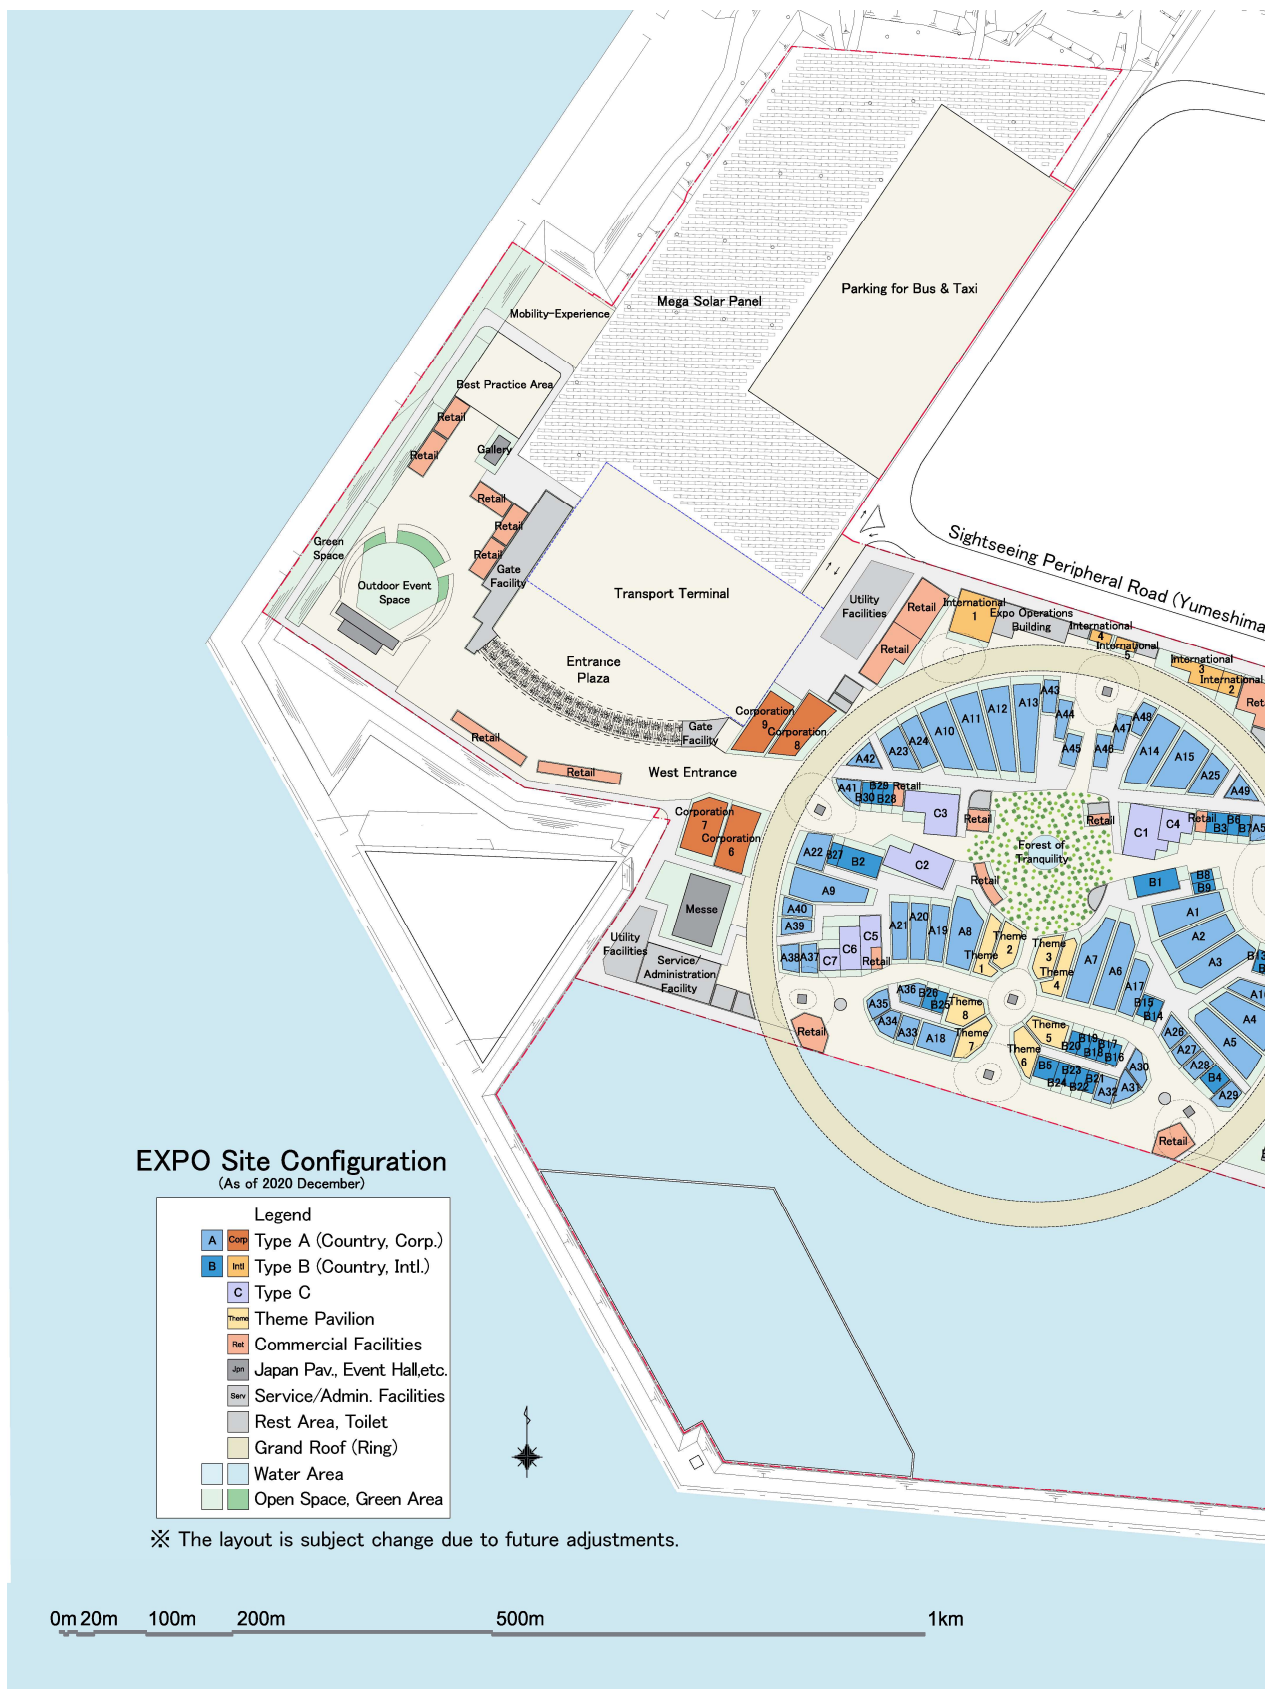 Mega Solar Panel
Parking for Bus & Taxi
Mobility-Experience
Best Practice Area
Retail
Retail
Gallery
Retail
Retail
Retail
Gate
Facility
Green
Space
Outdoor Event
Space
Transport Terminal
Entrance
Plaza
Sightseeing Peripheral Road (Yumeshima
Utility
Facilities
Retail
Retail
International
1
Expo Operations
Building
International
4
International
5
International
3
International
2
Corporation
9
Corporation
8
Gate
Facility
Retail
Retail
West Entrance
Corporation
7
Corporation
6
Messe
Utility
Facilities
Service/
Administration
Facility
A42
A23
A24
A10
A11
A12
A13
A43
A44
A45
A46
A47
A48
A14
A15
A25
A49
A41
B30
B29
B28
Retail
C3
Retail
Retail
C1
C4
Retail
B3
B6
B7
Forest of
Tranquility
A22
B27
B2
C2
Retail
B1
B8
B9
A9
A40
A39
A38
A37
C7
C6
C5
Retail
A21
A20
A19
A8
Theme
1
Theme
2
Theme
3
Theme
4
A7
A6
A17
B15
B14
A1
A2
A3
B13
A4
A5
A35
A36
B26
B25
Theme
8
A34
A33
A18
Theme
7
Theme
5
Theme
6
B20
B19
B18
B17
B16
B5
B24
B23
B22
B21
A32
A31
A30
A26
A27
A28
B4
A29
Retail
Retail
EXPO Site Configuration
(As of 2020 December)
Legend
A Corp Type A (Country, Corp.)
B Intl Type B (Country, Intl.)
C Type C
Theme Theme Pavilion
Ret Commercial Facilities
Jpn Japan Pav., Event Hall,etc.
Serv Service/Admin. Facilities
Rest Area, Toilet
Grand Roof (Ring)
Water Area
Open Space, Green Area
※ The layout is subject change due to future adjustments.
0m 20m 100m 200m 500m 1km